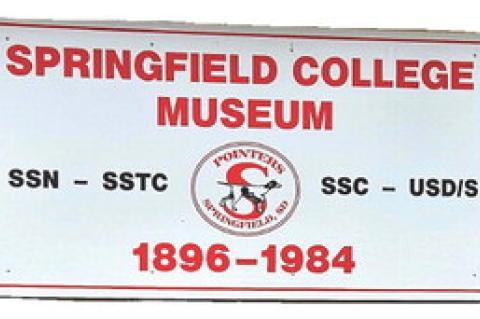 SPRINGFIELD COLLEGE
MUSEUM
SSN – SSTC
POINTERS
S
SPRINGFIELD, SD
SSC – USD/S
1896–1984